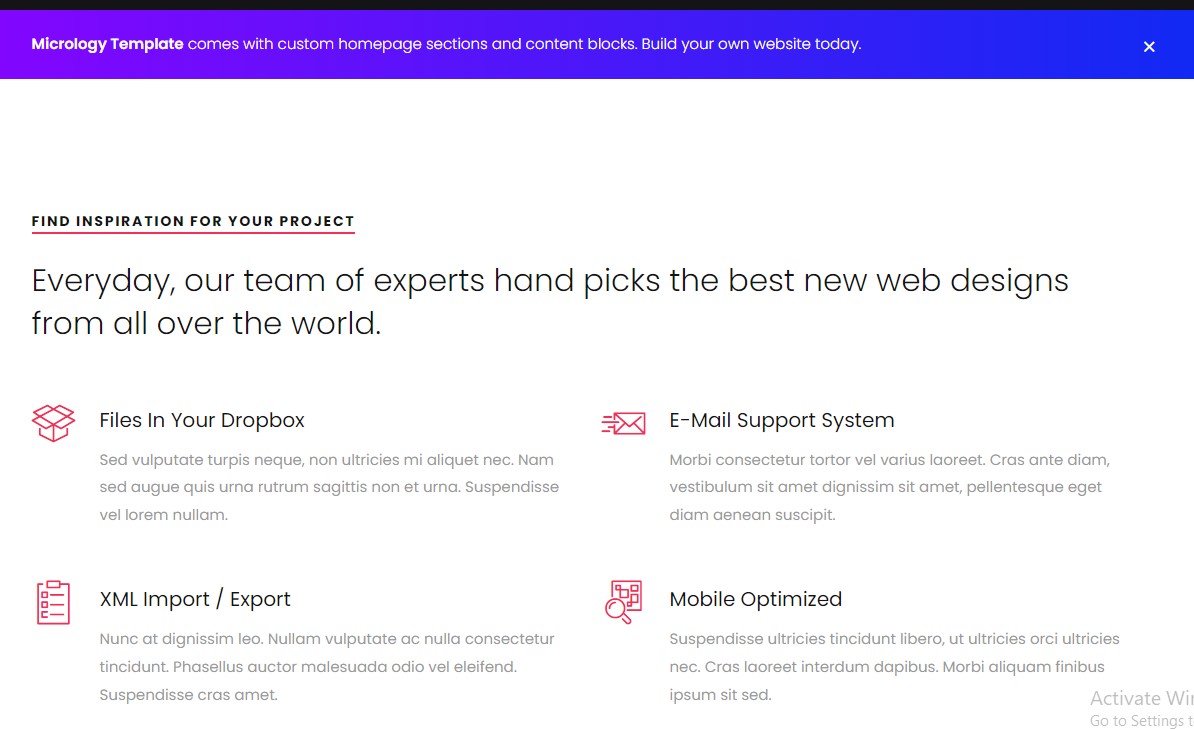 Micrology Template comes with custom homepage sections and content blocks. Build your own website today.
FIND INSPIRATION FOR YOUR PROJECT
Everyday, our team of experts hand picks the best new web designs
from all over the world.
Files In Your Dropbox
Sed vulputate turpis neque, non ultricies mi aliquet nec. Nam
sed augue quis urna rutrum sagittis non et urna. Suspendisse
vel lorem nullam.
E-Mail Support System
Morbi consectetur tortor vel varius laoreet. Cras ante diam,
vestibulum sit amet dignissim sit amet, pellentesque eget
diam aenean suscipit.
XML Import / Export
Nunc at dignissim leo. Nullam vulputate ac nulla consectetur
tincidunt. Phasellus auctor malesuada odio vel eleifend.
Suspendisse cras amet.
Mobile Optimized
Suspendisse ultricies tincidunt libero, ut ultricies orci ultricies
nec. Cras laoreet interdum dapibus. Morbi aliquam finibus
ipsum sit sed.
Activate
Go to Settings